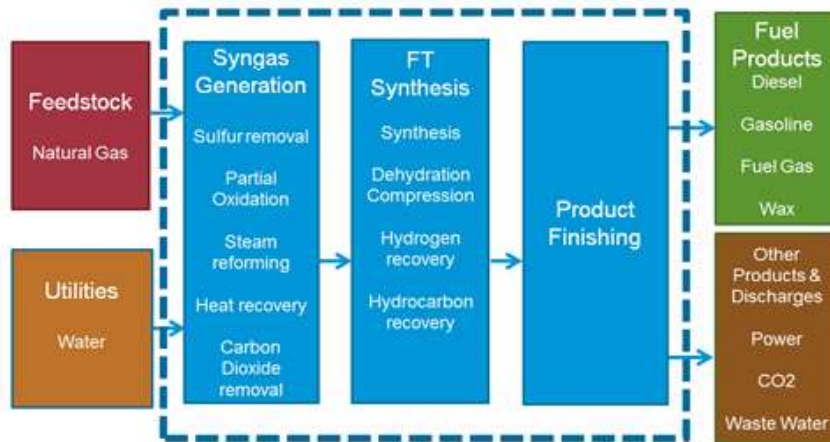 Feedstock
Natural Gas
Utilities
Water
Syngas
Generation
Sulfur removal
Partial
Oxidation
Steam
reforming
Heat recovery
Carbon
Dioxide
removal
FT
Synthesis
Synthesis
Dehydration
Compression
Hydrogen
recovery
Hydrocarbon
recovery
Product
Finishing
Fuel
Products
Diesel
Gasoline
Fuel Gas
Wax
Other
Products &
Discharges
Power
CO2
Waste Water